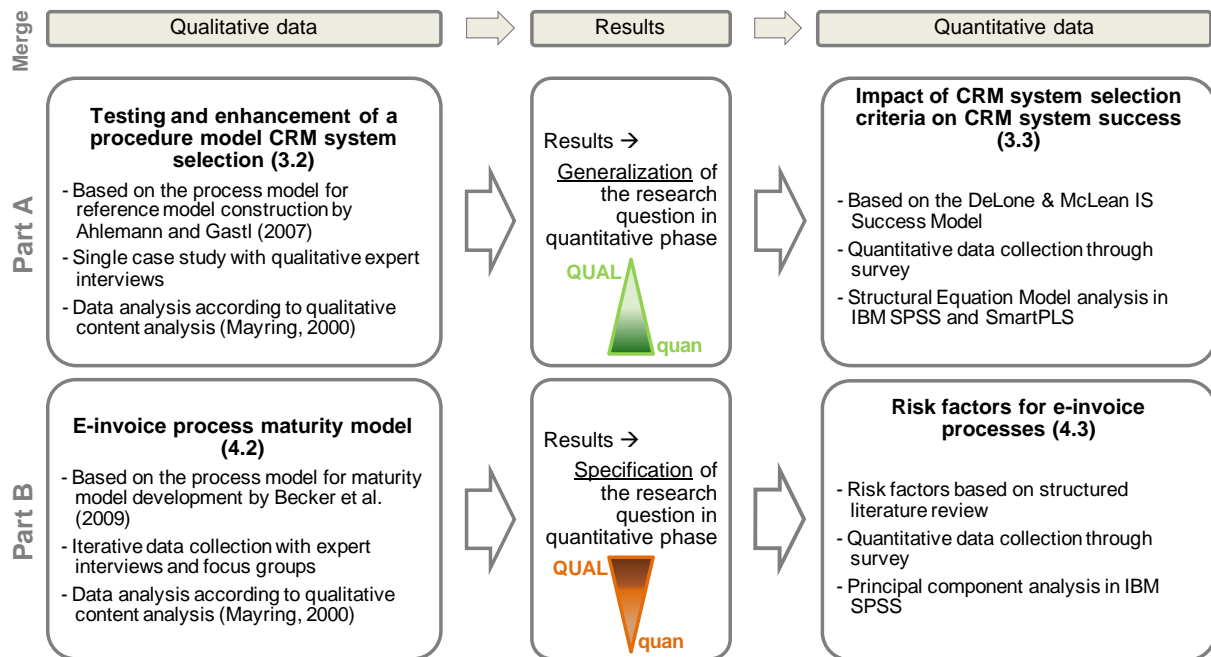 Merge
Qualitative data
Results
Quantitative data
Part A
Testing and enhancement of a
procedure model CRM system
selection (3.2)
- Based on the process model for
reference model construction by
Ahlemann and Gastl (2007)
- Single case study with qualitative expert
interviews
- Data analysis according to qualitative
content analysis (Mayring, 2000)
Results →
Generalization of
the research
question in
quantitative phase
QUAL
quan
Impact of CRM system selection
criteria on CRM system success
(3.3)
- Based on the DeLone & McLean IS
Success Model
- Quantitative data collection through
survey
- Structural Equation Model analysis in
IBM SPSS and SmartPLS
Part B
E-invoice process maturity model
(4.2)
- Based on the process model for maturity
model development by Becker et al.
(2009)
- Iterative data collection with expert
interviews and focus groups
- Data analysis according to qualitative
content analysis (Mayring, 2000)
Results →
Specification of
the research
question in
quantitative phase
QUAL
quan
Risk factors for e-invoice
processes (4.3)
- Risk factors based on structured
literature review
- Quantitative data collection through
survey
- Principal component analysis in IBM
SPSS